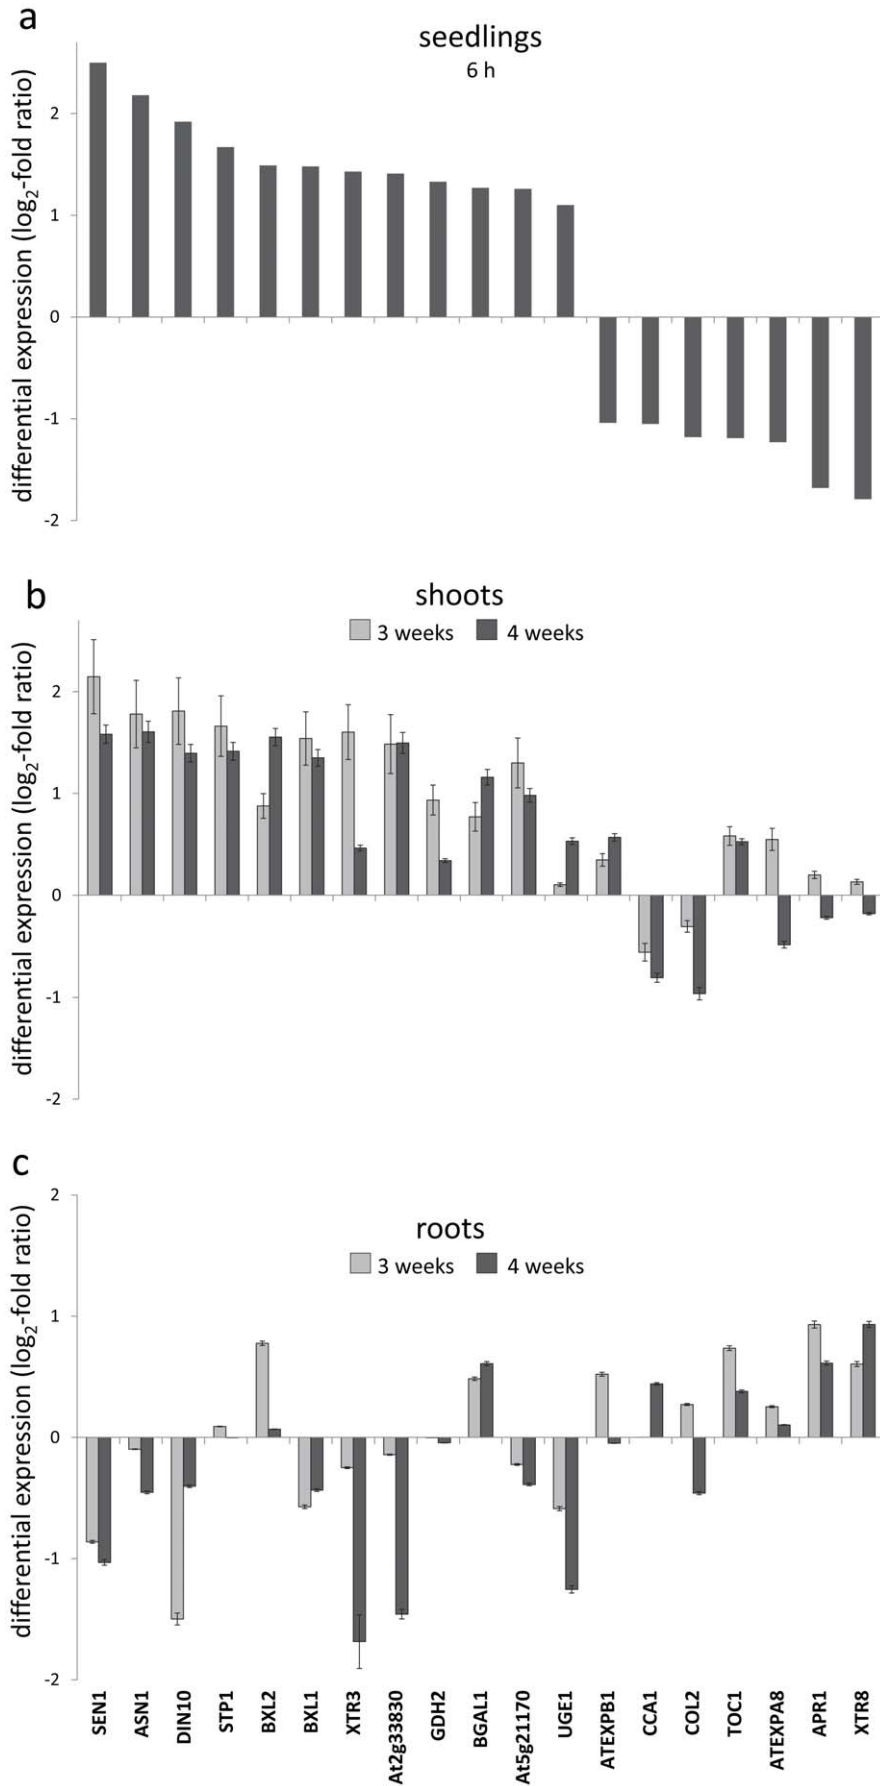 a
seedlings
6 h
differential expression (log2-fold ratio)
2
1
0
-1
-2
b
shoots
3 weeks 4 weeks
differential expression (log2-fold ratio)
2
1
0
-1
-2
c
roots
3 weeks 4 weeks
differential expression (log2-fold ratio)
2
1
0
-1
-2
SEN1
ASN1
DIN10
STP1
BXL2
BXL1
XTR3
At2g33830
GDH2
BGAL1
At5g21170
UGE1
ATEXPB1
CCA1
COL2
TOC1
ATEXPA8
APR1
XTR8